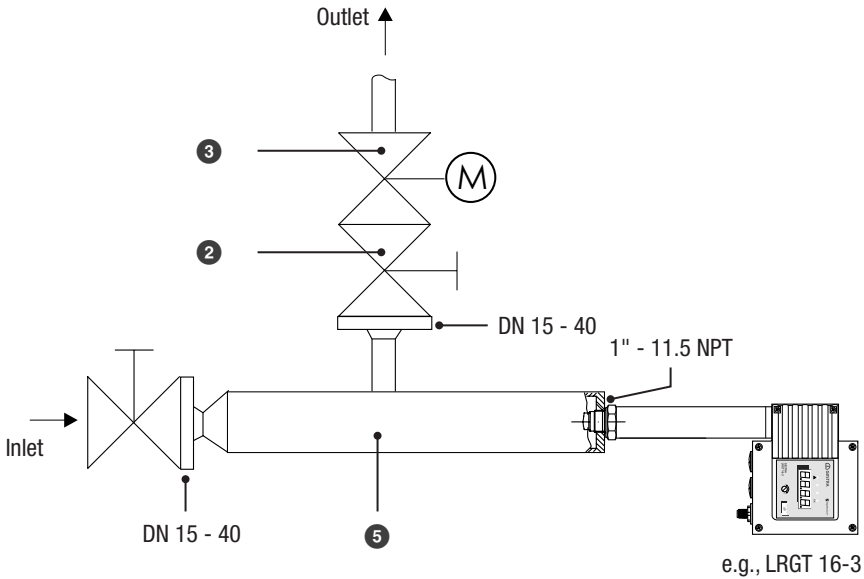 Outlet
3
M
2
DN 15 - 40
1" - 11.5 NPT
Inlet
DN 15 - 40
5
e.g., LRGT 16-3